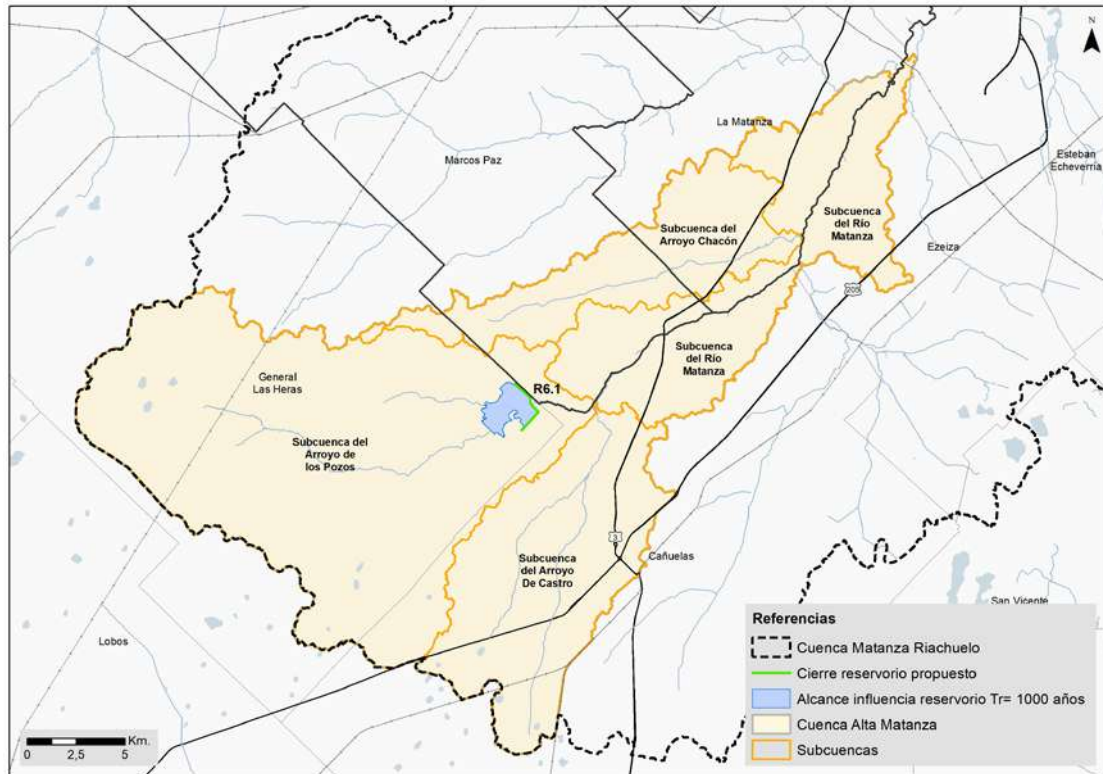 N
La Matanza
Marcos Paz
Esteban
Echeverría
Subcuenca
del Río
Matanza
Subcuenca del
Arroyo Chacón
Ezeiza
205
Subcuenca
del Río
Matanza
General
Las Heras
R6.1
Subcuenca del
Arroyo de
los Pozos
3
Cañuelas
Subcuenca
del Arroyo
De Castro
San Vicente
Lobos
Referencias
Cuenca Matanza Riachuelo
Cierre reservorio propuesto
Alcance influencia reservorio Tr= 1000 años
Cuenca Alta Matanza
Subcuencas
Km.
0 2,5 5